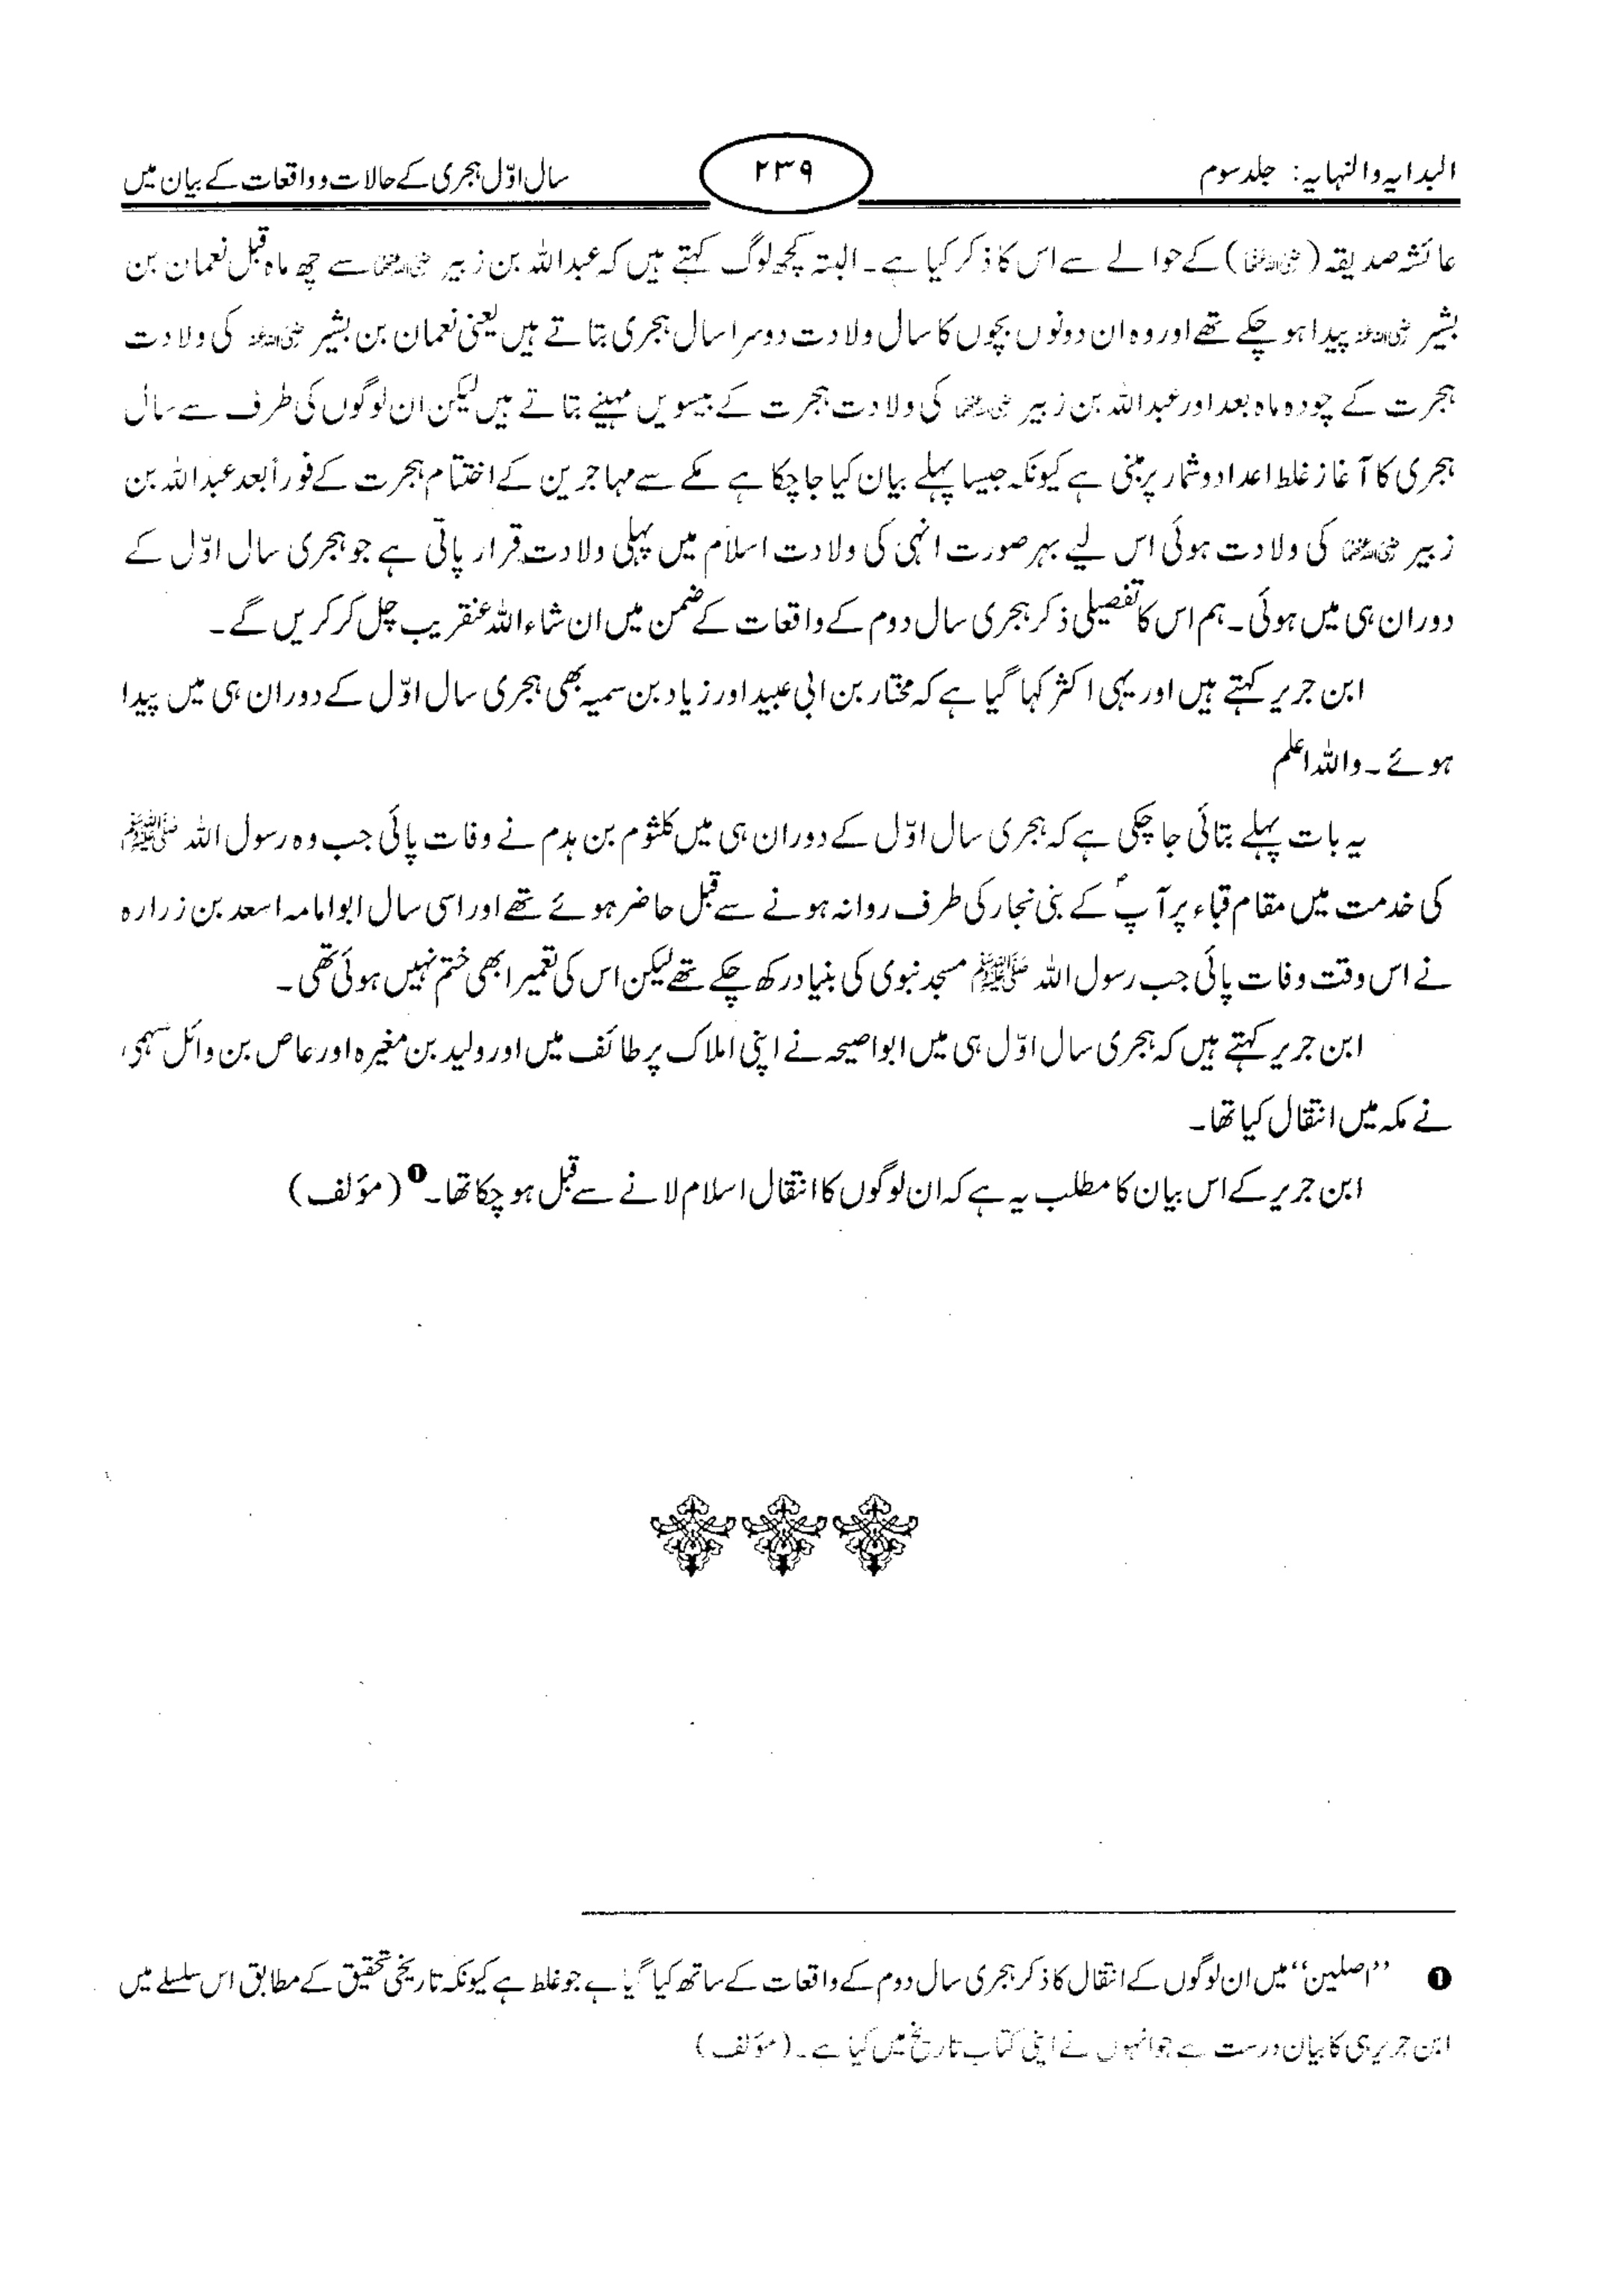 البدایہ والنہایہ: جلد سوم
۲۳۹
سال اوّل ہجری کے حالات و واقعات کے بیان میں
عائشہ صدیقہ (رضی اللہ عنہا) کے حوالے سے اس کا ذکر کیا ہے۔ البتہ کچھ لوگ کہتے ہیں کہ عبداللہ بن زبیر رضی اللہ عنہما سے چھ ماہ قبل نعمان بن
بشیر رضی اللہ عنہ پیدا ہو چکے تھے اور وہ ان دونوں بچوں کا سال ولادت دوسرا سال ہجری بتاتے ہیں یعنی نعمان بن بشیر رضی اللہ عنہ کی ولادت
ہجرت کے چودہ ماہ بعد اور عبداللہ بن زبیر رضی اللہ عنہما کی ولادت ہجرت کے بیسویں مہینے بتاتے ہیں لیکن ان لوگوں کی طرف سے سال
ہجری کا آغاز غلط اعداد و شمار پر مبنی ہے کیونکہ جیسا پہلے بیان کیا جا چکا ہے مکے سے مہاجرین کے اختتام ہجرت کے فوراً بعد عبداللہ بن
زبیر رضی اللہ عنہما کی ولادت ہوئی اس لیے بہر صورت انہی کی ولادت اسلام میں پہلی ولادت قرار پاتی ہے جو ہجری سال اوّل کے
دوران ہی میں ہوئی۔ ہم اس کا تفصیلی ذکر ہجری سال دوم کے واقعات کے ضمن میں ان شاء اللہ عنقریب چل کر کریں گے۔
ابن جریر کہتے ہیں اور یہی اکثر کہا گیا ہے کہ مختار بن ابی عبید اور زیاد بن سمیہ بھی ہجری سال اوّل کے دوران ہی میں پیدا
ہوئے۔ واللہ اعلم
یہ بات پہلے بتائی جا چکی ہے کہ ہجری سال اوّل کے دوران ہی میں کلثوم بن ہدم نے وفات پائی جب وہ رسول اللہ ﷺ
کی خدمت میں مقام قباء پر آپؐ کے بنی نجار کی طرف روانہ ہونے سے قبل حاضر ہوئے تھے اور اسی سال ابوامامہ اسعد بن زرارہ
نے اس وقت وفات پائی جب رسول اللہ ﷺ مسجد نبوی کی بنیاد رکھ چکے تھے لیکن اس کی تعمیر ابھی ختم نہیں ہوئی تھی۔
ابن جریر کہتے ہیں کہ ہجری سال اوّل ہی میں ابواصیحہ نے اپنی املاک پر طائف میں اور ولید بن مغیرہ اور عاص بن وائل سہمی
نے مکہ میں انتقال کیا تھا۔
ابن جریر کے اس بیان کا مطلب یہ ہے کہ ان لوگوں کا انتقال اسلام لانے سے قبل ہو چکا تھا۔ ❶ (مؤلف)
❶ ’’اصلین‘‘ میں ان لوگوں کے انتقال کا ذکر ہجری سال دوم کے واقعات کے ساتھ کیا گیا ہے جو غلط ہے کیونکہ تاریخی تحقیق کے مطابق اس سلسلے میں
ابن جریر ہی کا بیان درست ہے جو انہوں نے اپنی کتاب تاریخ میں کیا ہے۔ (مؤلف)